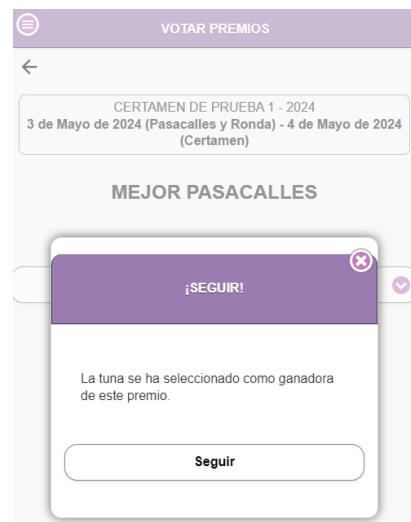 VOTAR PREMIOS
CERTAMEN DE PRUEBA 1 - 2024
3 de Mayo de 2024 (Pasacalles y Ronda) - 4 de Mayo de 2024
(Certamen)
MEJOR PASACALLES
¡SEGUIR!
La tuna se ha seleccionado como ganadora
de este premio.
Seguir